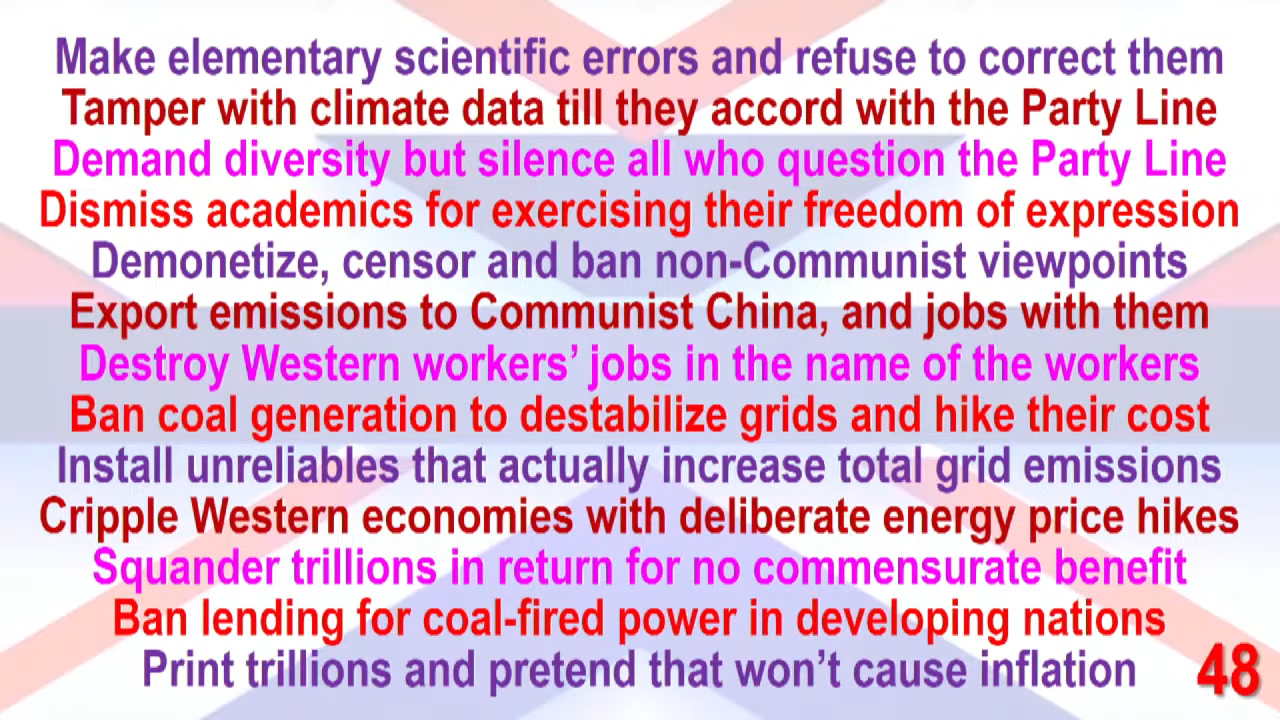 Make elementary scientific errors and refuse to correct them
Tamper with climate data till they accord with the Party Line
Demand diversity but silence all who question the Party Line
Dismiss academics for exercising their freedom of expression
Demonetize, censor and ban non-Communist viewpoints
Export emissions to Communist China, and jobs with them
Destroy Western workers’ jobs in the name of the workers
Ban coal generation to destabilize grids and hike their cost
Install unreliables that actually increase total grid emissions
Cripple Western economies with deliberate energy price hikes
Squander trillions in return for no commensurate benefit
Ban lending for coal-fired power in developing nations
Print trillions and pretend that won’t cause inflation
48